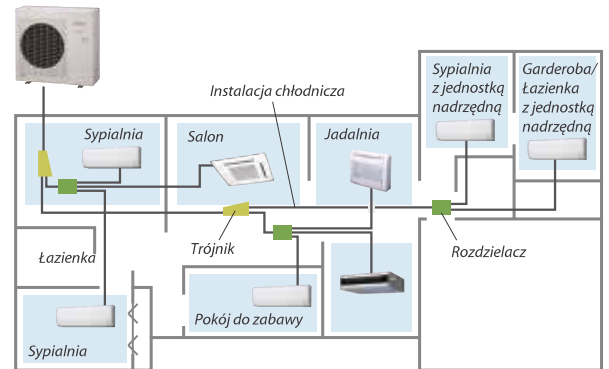 Instalacja chłodnicza
Sypialnia
z jednostką
nadrzędną
Garderoba/
Łazienka
z jednostką
nadrzędną
Sypialnia
Salon
Jadalnia
Łazienka
Trójnik
Rozdzielacz
Pokój do zabawy
Sypialnia